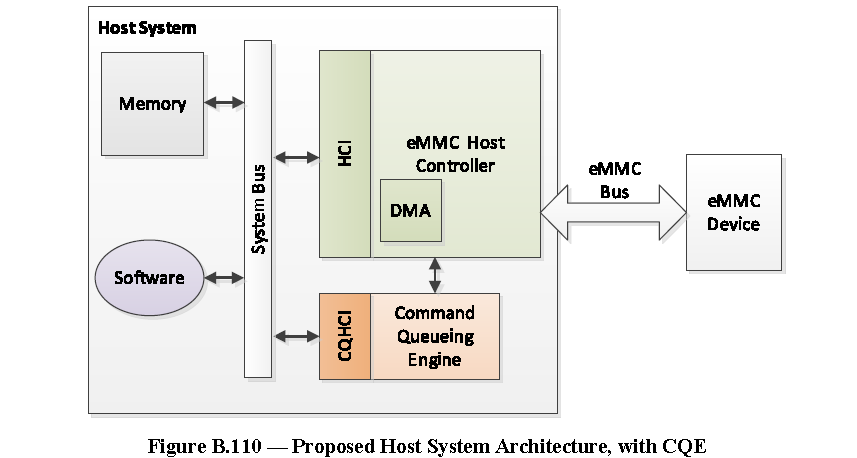 Host System
Memory
Software
System Bus
HCI
eMMC Host
Controller
DMA
CQHCI
Command
Queueing
Engine
eMMC
Bus
eMMC
Device
Figure B.110 — Proposed Host System Architecture, with CQE